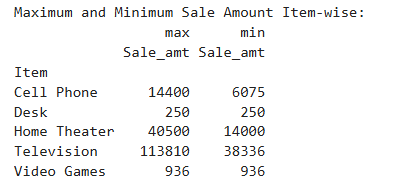 Maximum and Minimum Sale Amount Item-wise:
max min
Sale_amt Sale_amt
Item
Cell Phone 14400 6075
Desk 250 250
Home Theater 40500 14000
Television 113810 38336
Video Games 936 936